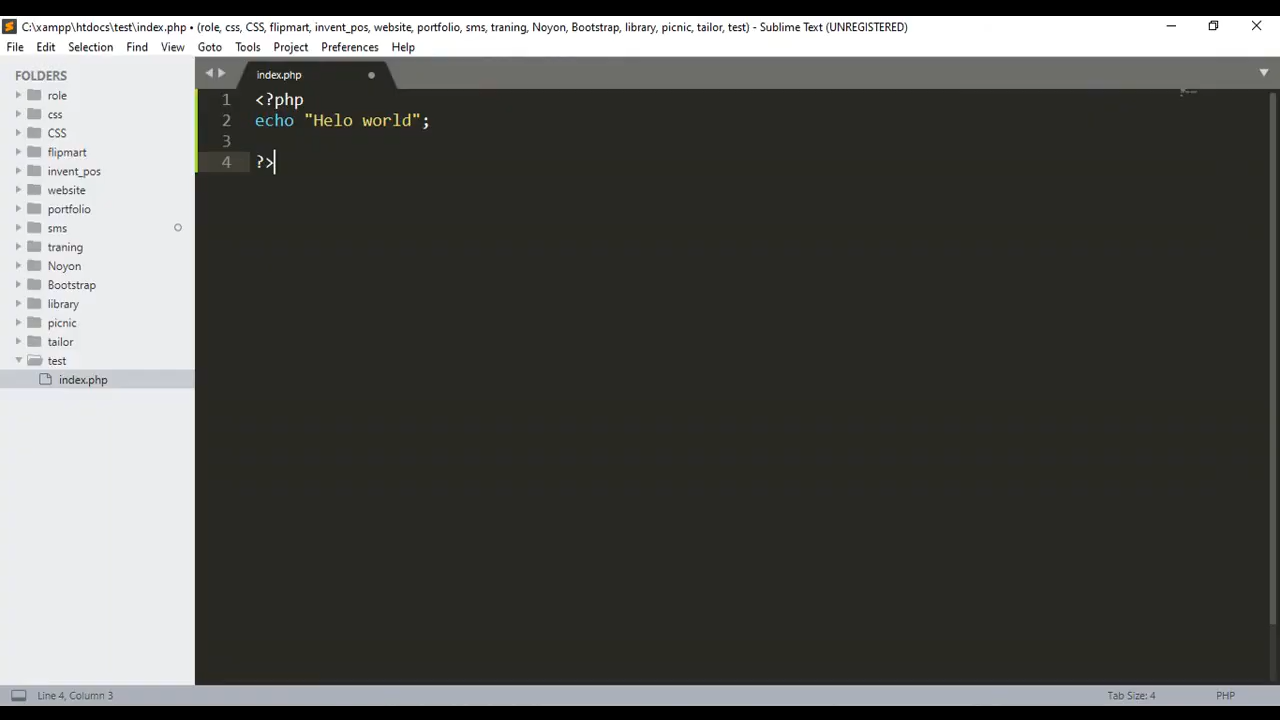 C:\xampp\htdocs\test\index.php • (role, css, CSS, flipmart, invent_pos, website, portfolio, sms, traning, Noyon, Bootstrap, library, picnic, tailor, test) - Sublime Text (UNREGISTERED)
File Edit Selection Find View Goto Tools Project Preferences Help
FOLDERS
role
css
CSS
flipmart
invent_pos
website
portfolio
sms
traning
Noyon
Bootstrap
library
picnic
tailor
test
index.php
index.php
1 <?php
2 echo "Helo world";
3
4 ?>
Line 4, Column 3
Tab Size: 4
PHP